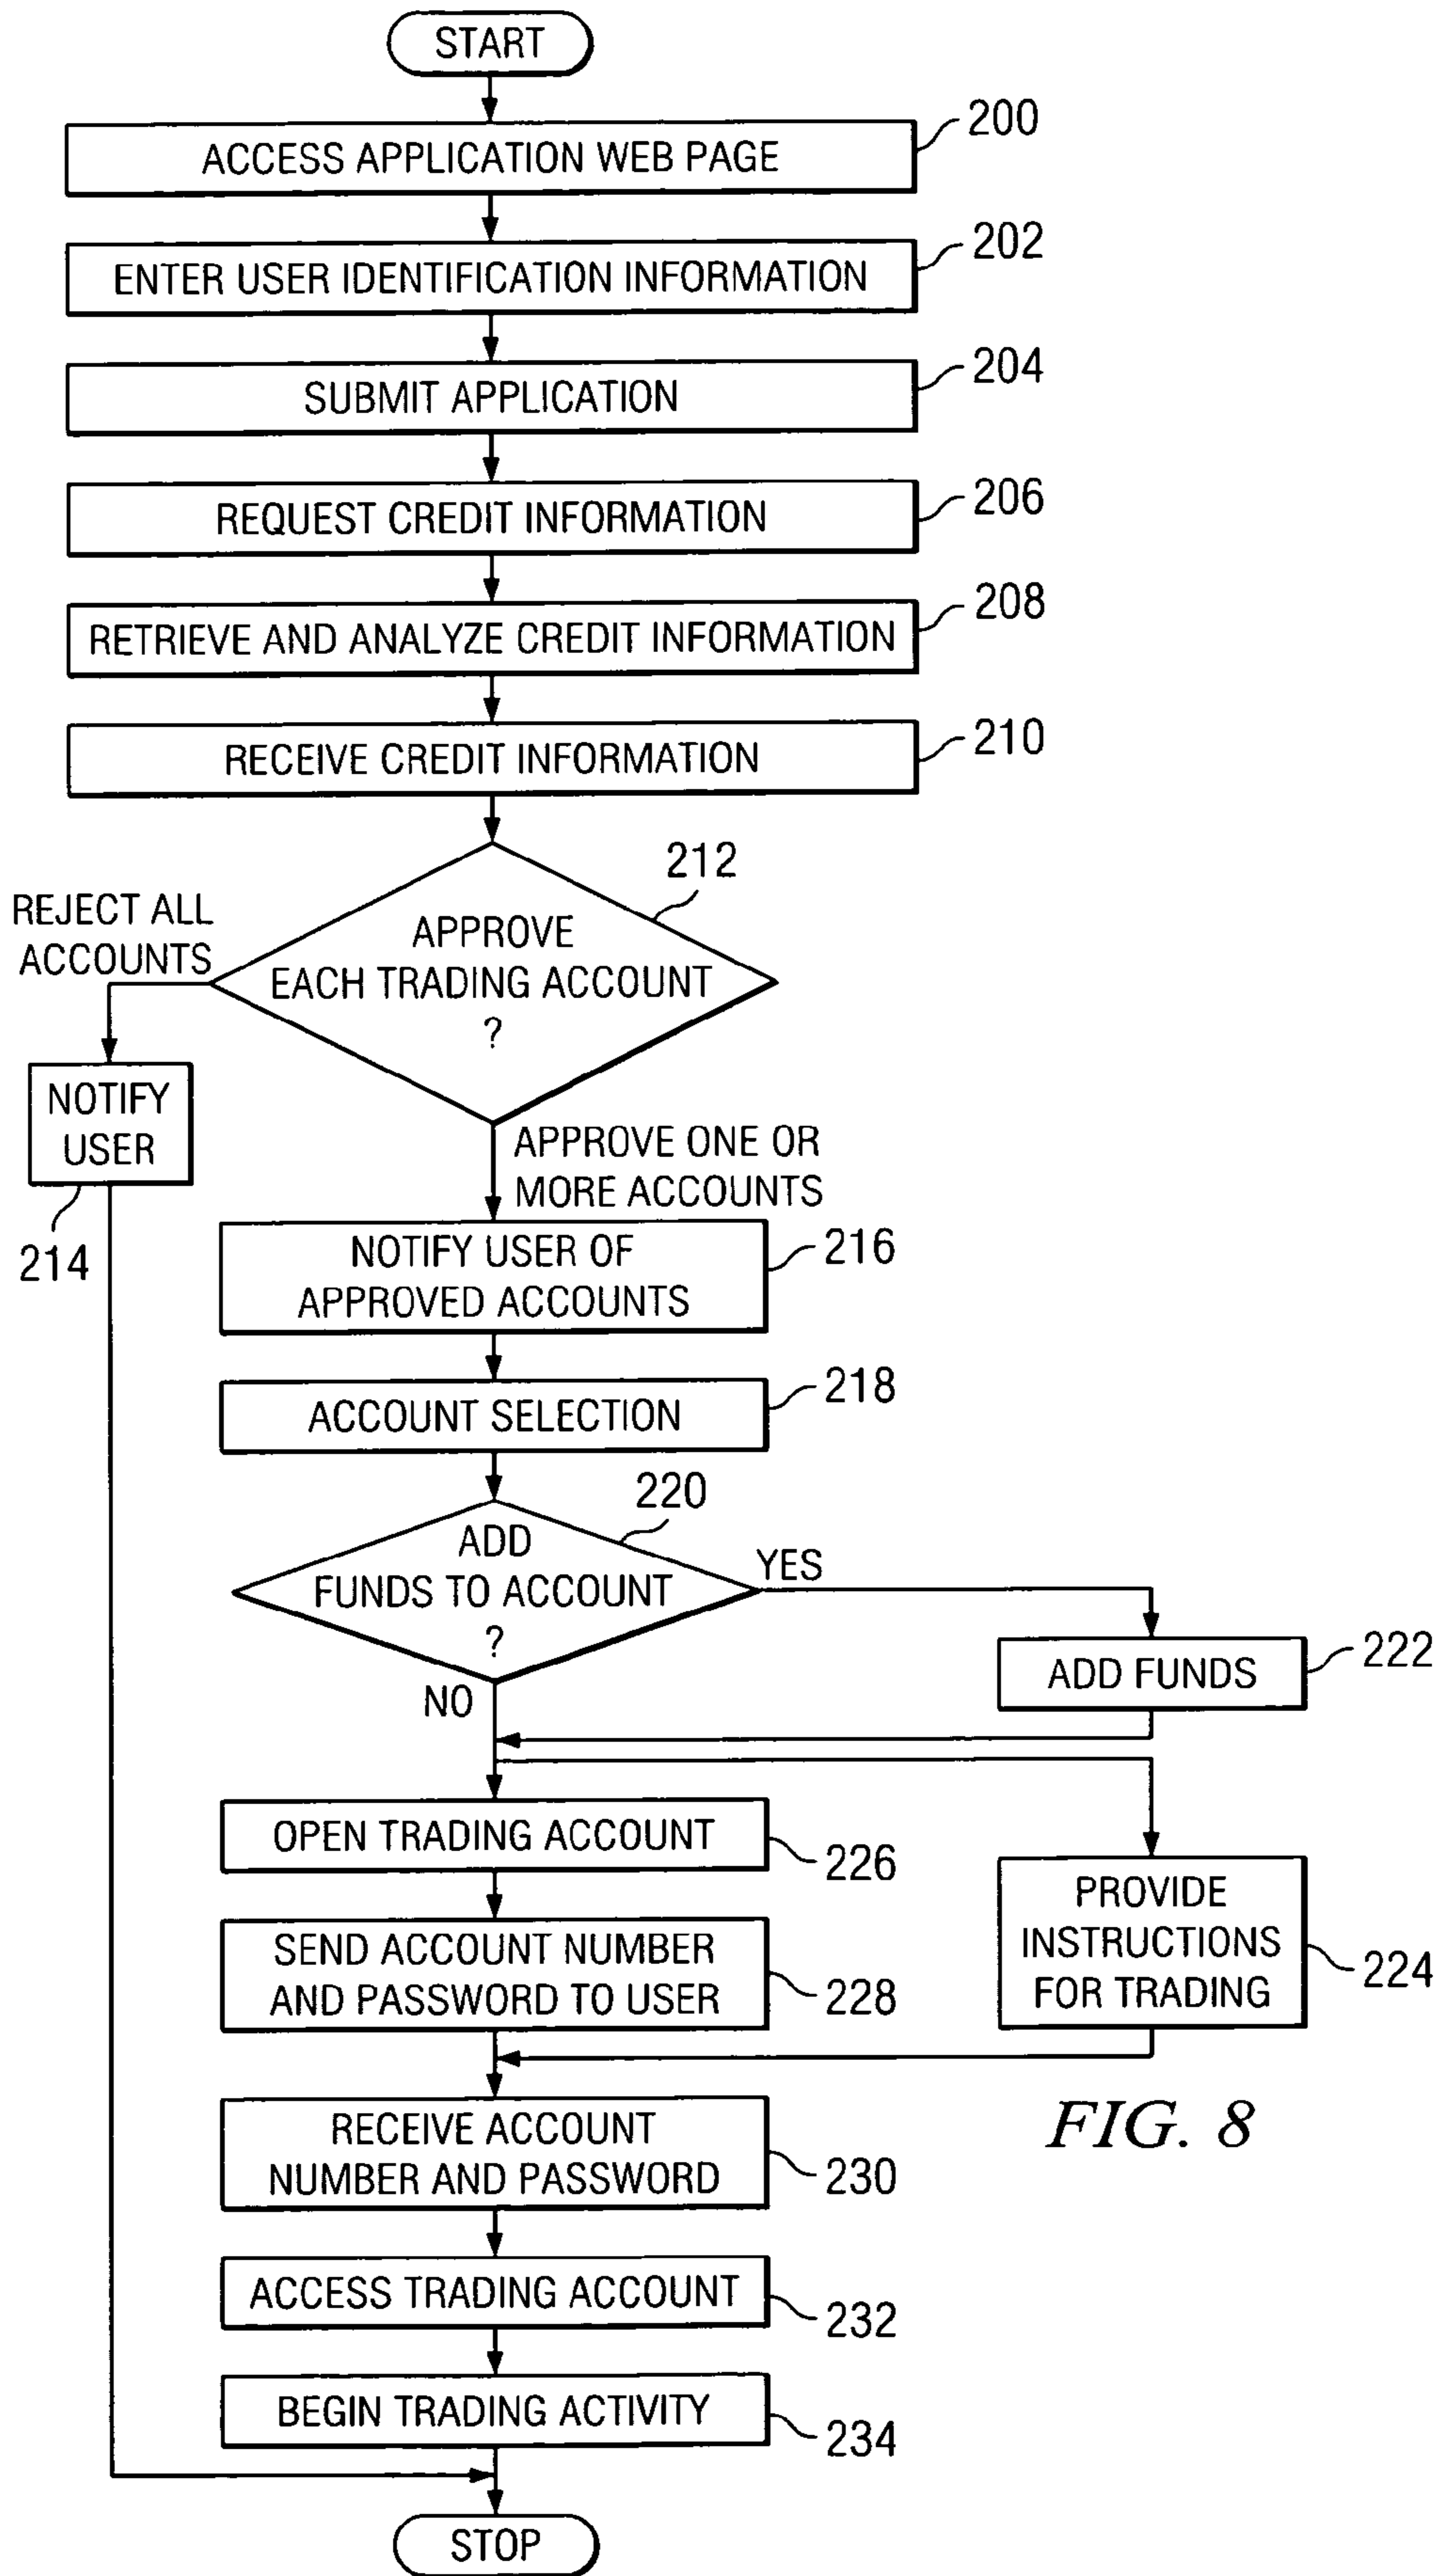 START
ACCESS APPLICATION WEB PAGE
200
ENTER USER IDENTIFICATION INFORMATION
202
SUBMIT APPLICATION
204
REQUEST CREDIT INFORMATION
206
RETRIEVE AND ANALYZE CREDIT INFORMATION
208
RECEIVE CREDIT INFORMATION
210
212
APPROVE
EACH TRADING ACCOUNT
?
REJECT ALL
ACCOUNTS
NOTIFY
USER
214
APPROVE ONE OR
MORE ACCOUNTS
NOTIFY USER OF
APPROVED ACCOUNTS
216
ACCOUNT SELECTION
218
220
ADD
FUNDS TO ACCOUNT
?
YES
NO
ADD FUNDS
222
OPEN TRADING ACCOUNT
226
PROVIDE
INSTRUCTIONS
FOR TRADING
224
SEND ACCOUNT NUMBER
AND PASSWORD TO USER
228
RECEIVE ACCOUNT
NUMBER AND PASSWORD
230
FIG. 8
ACCESS TRADING ACCOUNT
232
BEGIN TRADING ACTIVITY
234
STOP